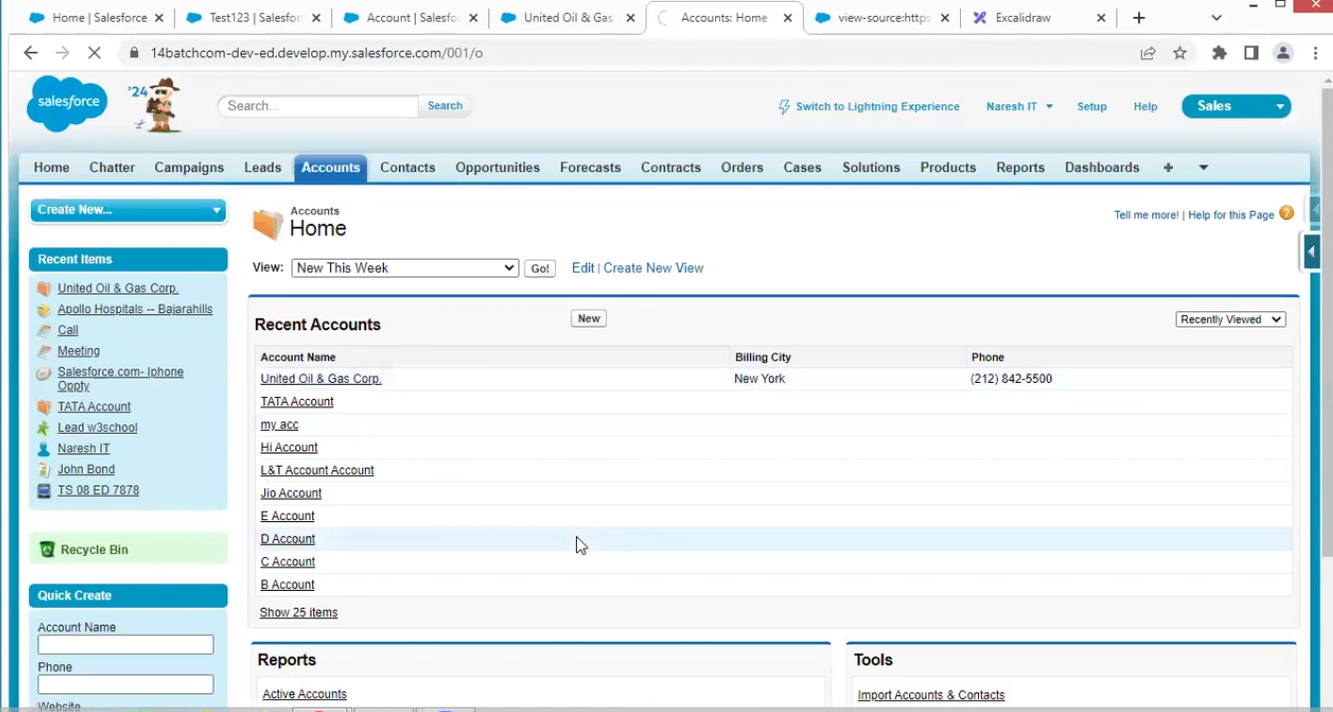 Home | Salesforce
Test123 | Salesfor
Account | Salesfo
United Oil & Gas
Accounts: Home
view-source:https
Excalidraw
14batchcom-dev-ed.develop.my.salesforce.com/001/o
salesforce
'24
Search...
Search
Switch to Lightning Experience
Naresh IT
Setup
Help
Sales
Home Chatter Campaigns Leads Accounts Contacts Opportunities Forecasts Contracts Orders Cases Solutions Products Reports Dashboards +
Create New...
Recent Items
United Oil & Gas Corp.
Apollo Hospitals -- Bajarahills
Call
Meeting
Salesforce.com- Iphone
Oppty
TATA Account
Lead w3school
Naresh IT
John Bond
TS 08 ED 7878
Recycle Bin
Quick Create
Account Name
Phone
Website
Accounts
Home
Tell me more! | Help for this Page ?
View: New This Week Go! Edit | Create New View
Recent Accounts New Recently Viewed
Account Name Billing City Phone
United Oil & Gas Corp. New York (212) 842-5500
TATA Account
my acc
Hi Account
L&T Account Account
Jio Account
E Account
D Account
C Account
B Account
Show 25 items
Reports
Active Accounts
Tools
Import Accounts & Contacts